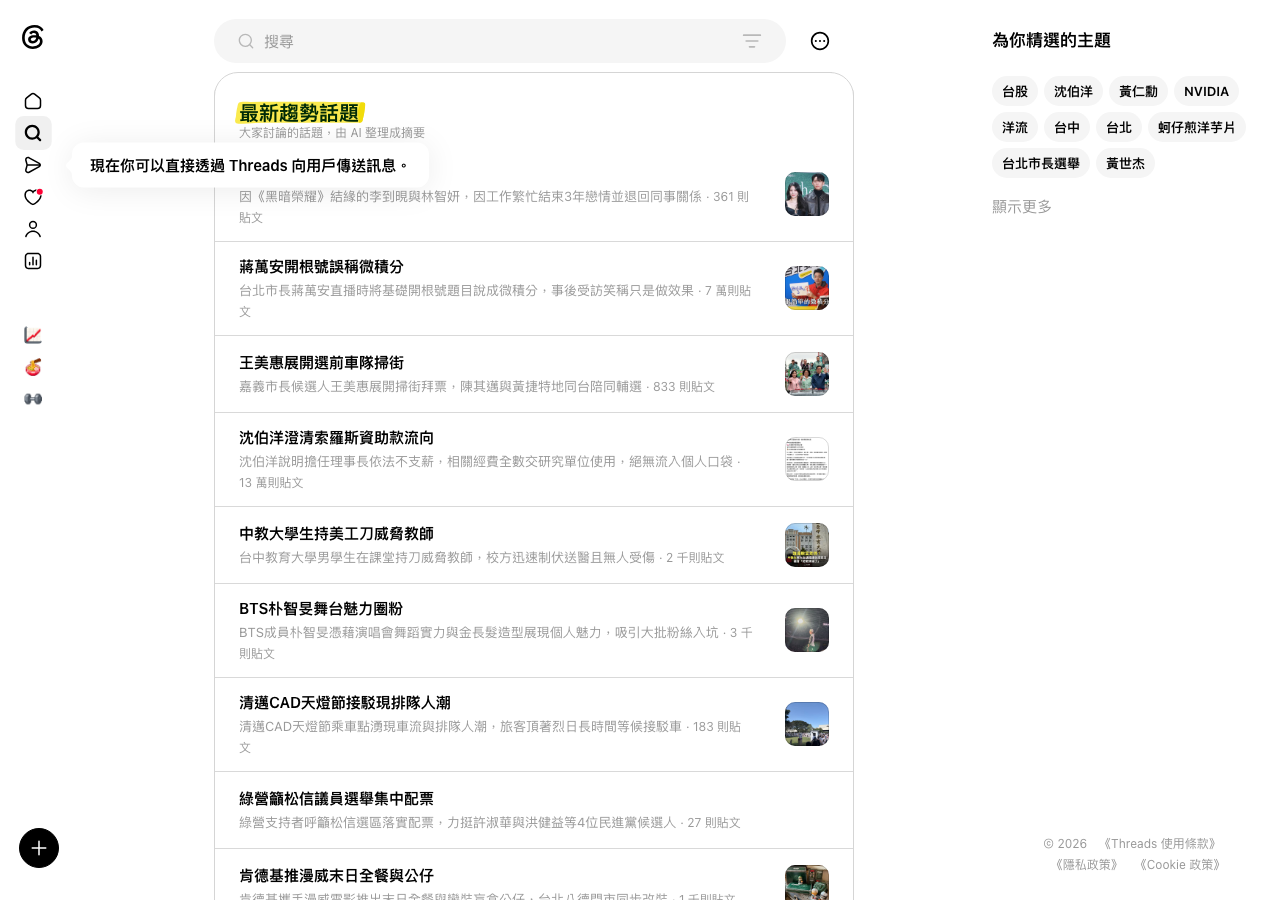 搜尋
最新趨勢話題
大家討論的話題，由 AI 整理成摘要
現在你可以直接透過 Threads 向用戶傳送訊息。
因《黑暗榮耀》結緣的李到晛與林智妍，因工作繁忙結束3年戀情並退回同事關係 · 361 則
貼文
蔣萬安開根號誤稱微積分
台北市長蔣萬安直播時將基礎開根號題目說成微積分，事後受訪笑稱只是做效果 · 7 萬則貼
文
王美惠展開選前車隊掃街
嘉義市長候選人王美惠展開掃街拜票，陳其邁與黃捷特地同台陪同輔選 · 833 則貼文
沈伯洋澄清索羅斯資助款流向
沈伯洋說明擔任理事長依法不支薪，相關經費全數交研究單位使用，絕無流入個人口袋 ·
13 萬則貼文
中教大學生持美工刀威脅教師
台中教育大學男學生在課堂持刀威脅教師，校方迅速制伏送醫且無人受傷 · 2 千則貼文
BTS朴智旻舞台魅力圈粉
BTS成員朴智旻憑藉演唱會舞蹈實力與金長髮造型展現個人魅力，吸引大批粉絲入坑 · 3 千
則貼文
清邁CAD天燈節接駁現排隊人潮
清邁CAD天燈節乘車點湧現車流與排隊人潮，旅客頂著烈日長時間等候接駁車 · 183 則貼
文
綠營籲松信議員選舉集中配票
綠營支持者呼籲松信選區落實配票，力挺許淑華與洪健益等4位民進黨候選人 · 27 則貼文
肯德基推漫威末日全餐與公仔
為你精選的主題
台股 沈伯洋 黃仁勳 NVIDIA
洋流 台中 台北 蚵仔煎洋芋片
台北市長選舉 黃世杰
顯示更多
© 2026 《Threads 使用條款》
《隱私政策》 《Cookie 政策》